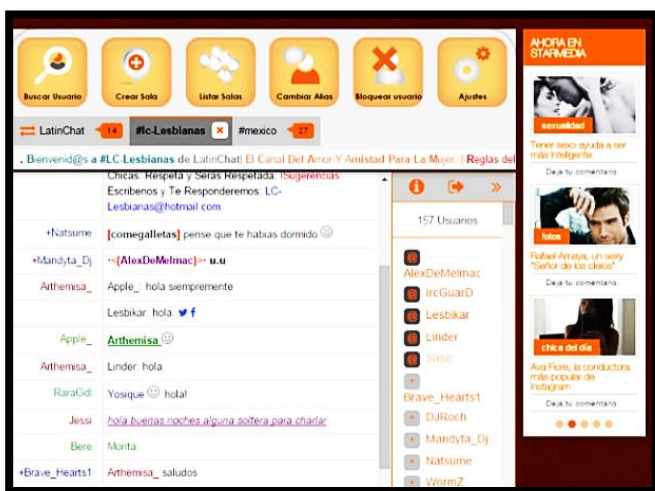 Buscar Usuario
Crear Sala
Listar Salas
Cambiar Alias
Bloquear usuario
Ajustes
LatinChat 14
#lc-Lesbianas x
#mexico 27
. Bienvenid@s a #LC-Lesbianas de LatinChat| El Canal Del Amor Y Amistad Para La Mujer. | Reglas del
Chicas. Respeta y Serás Respetada. !Sugerencias
Escribenos y Te Responderemos: LC-
Lesbianas@hotmail.com
+Natsume [comegalletas] pense que te habias dormido
+Mandyta_Dj ·<(AlexDeMelmac)>· u.u
Arthemisa_ Apple_: hola siempremente
Lesbikar: hola
Apple_ Arthemisa_
Arthemisa_ Linder: hola
RaraGdl Yosique hola!
Jessi hola buenas noches alguna soltera para charlar
Bere Monta
+Brave_Hearts1 Arthemisa_ saludos
157 Usuarios
@
AlexDeMelmac
@ IrcGuarD
@ Lesbikar
@ Linder
@
+
Brave_Hearts1
+ DJRoch
+ Mandyta_Dj
+ Natsume
+ WormZ
AHORA EN
STARMEDIA
sexualidad
Tener sexo ayuda a ser
más inteligente
Deja tu comentario
fotos
Rafael Amaya, un sexy
"Señor de los cielos"
Deja tu comentario
chica del día
Ava Fiore, la conductora
más popular de
Instagram
Deja tu comentario